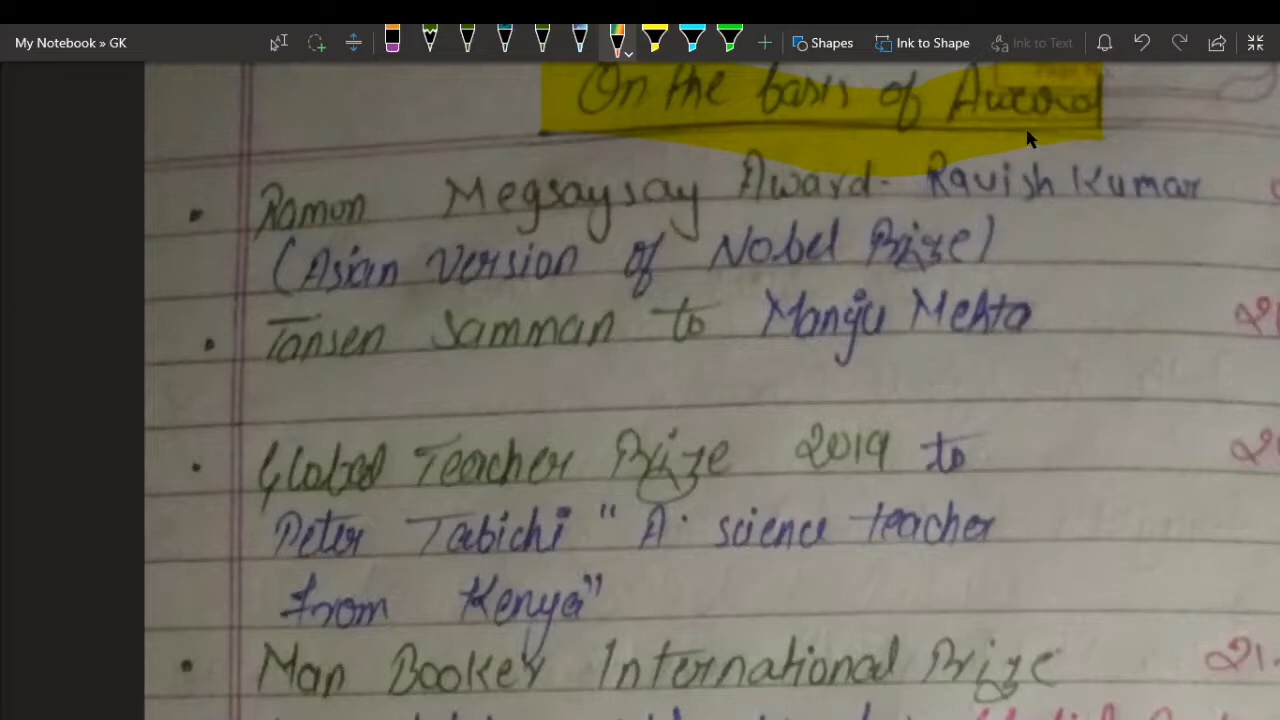 My Notebook » GK
Shapes
Ink to Shape
Ink to Text
On the basis of Award
Ramon Megsaysay Award- Ravish Kumar
(Asian Version of Nobel Prize)
Tansen Samman to Manju Mehta
Global Teacher Prize 2019 to
Peter Tabichi " A science teacher
from Kenya"
Man Booker International Prize